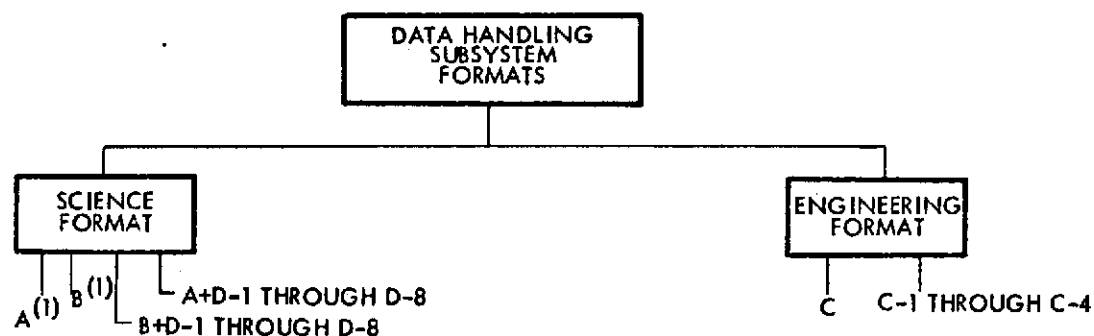 DATA HANDLING
SUBSYSTEM
FORMATS
SCIENCE
FORMAT
ENGINEERING
FORMAT
A(1)
B(1)
A+D-1 THROUGH D-8
B+D-1 THROUGH D-8
C
C-1 THROUGH C-4